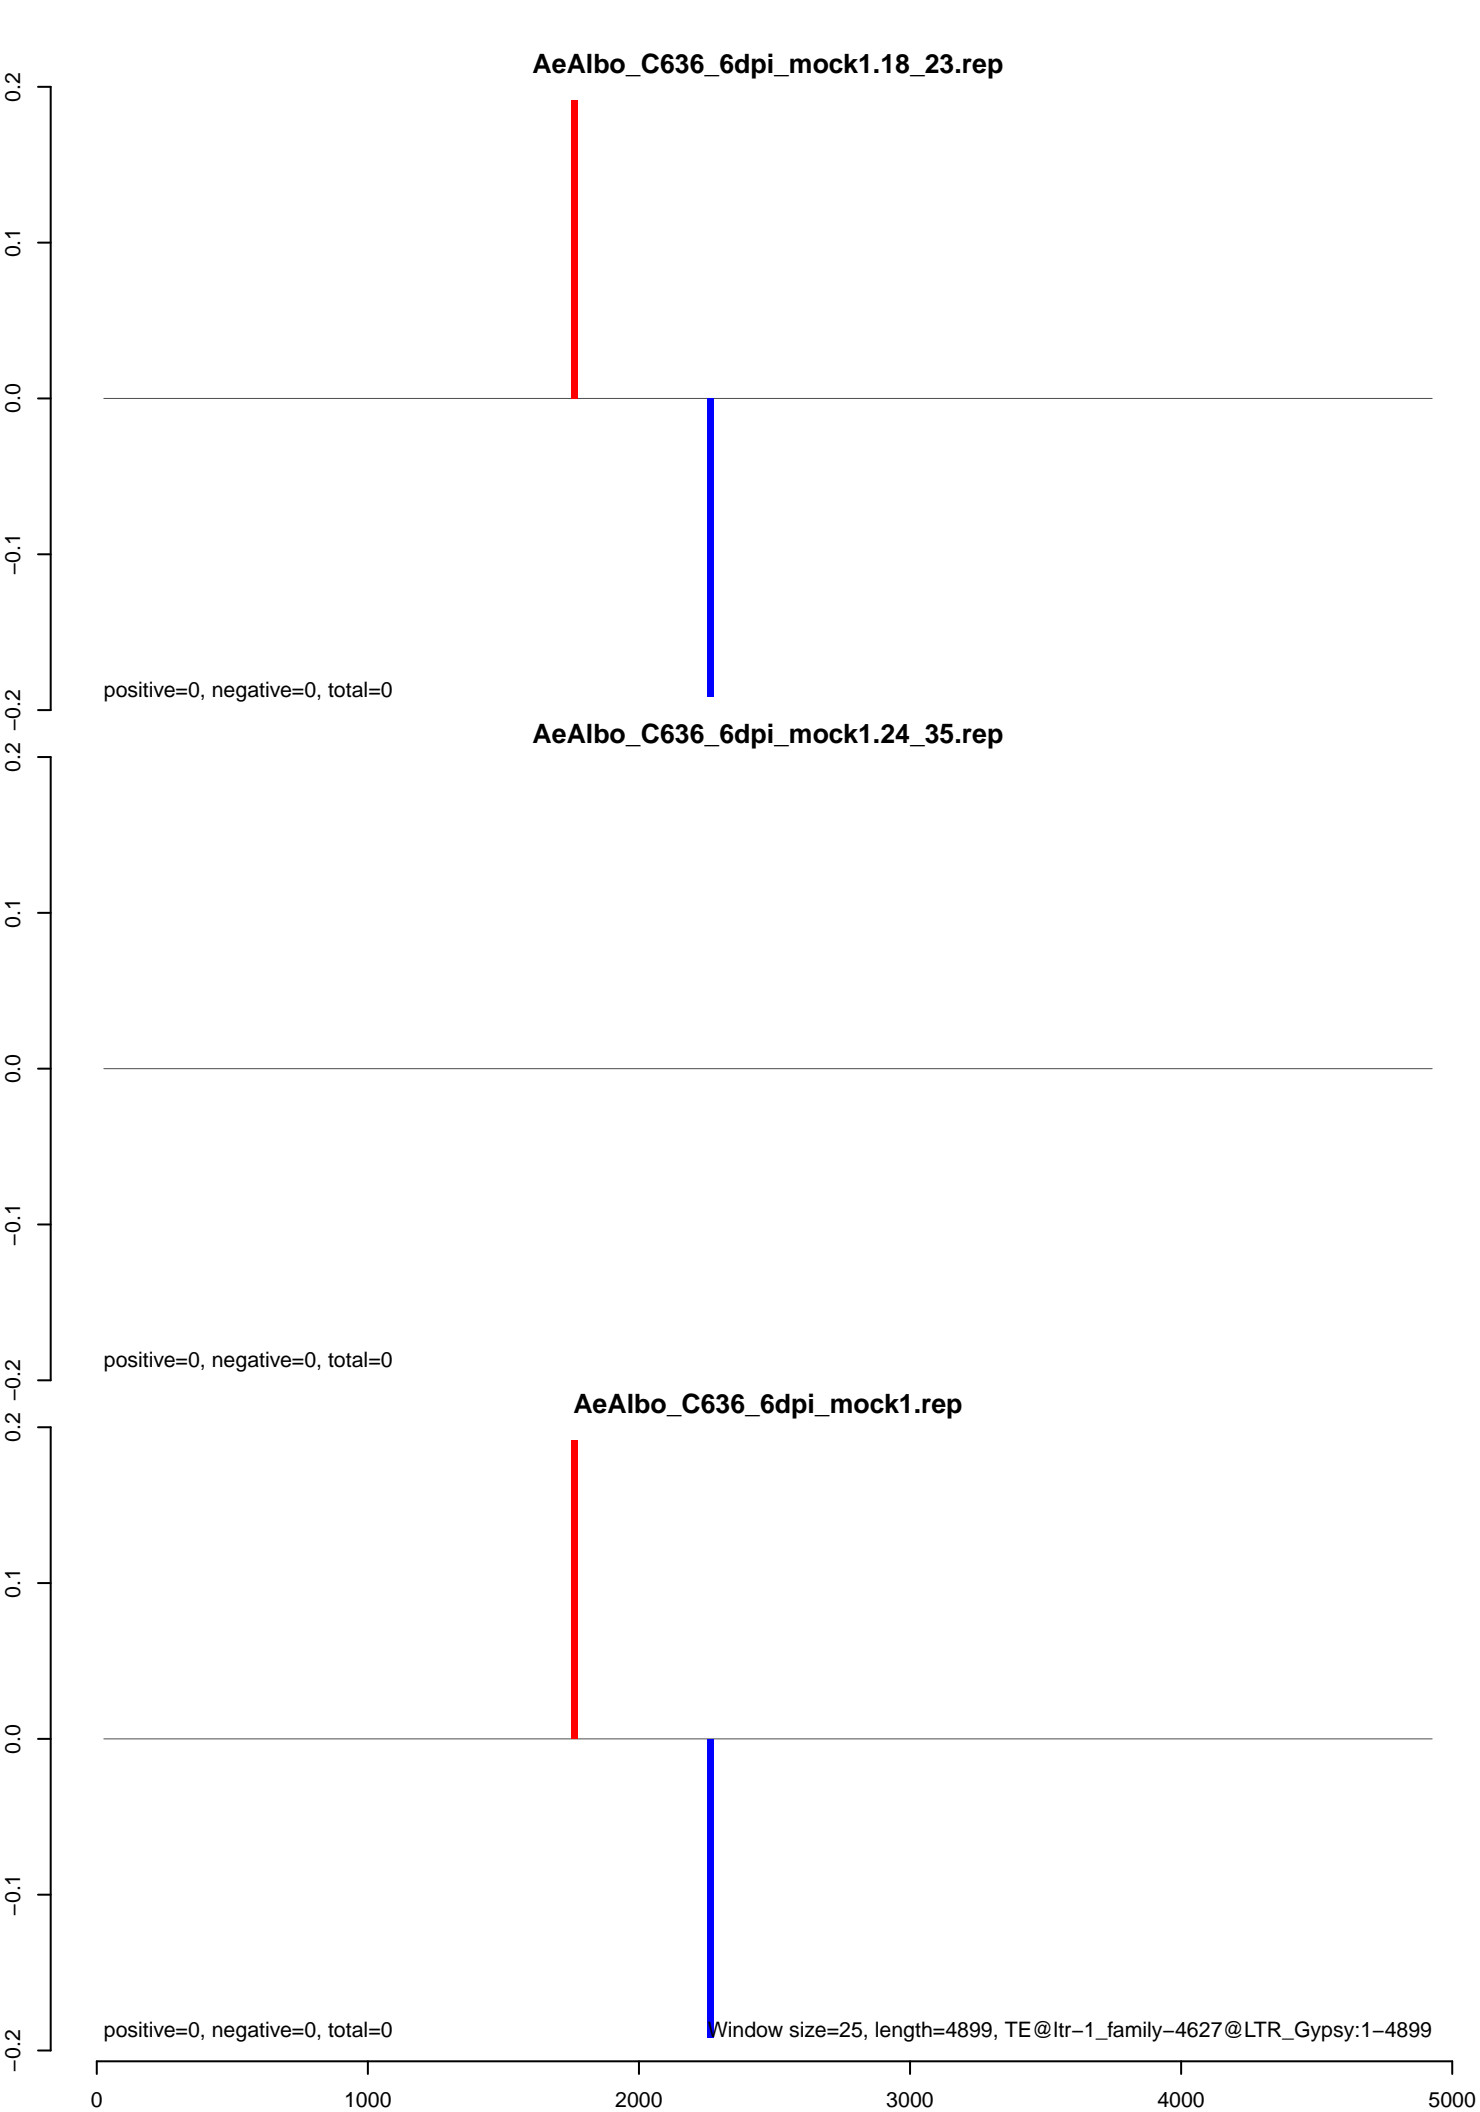 AeAlbo_C636_6dpi_mock1.18_23.rep
0.2
0.1
0.0
−0.1
−0.2
positive=0, negative=0, total=0
AeAlbo_C636_6dpi_mock1.24_35.rep
0.2
0.1
0.0
−0.1
−0.2
positive=0, negative=0, total=0
AeAlbo_C636_6dpi_mock1.rep
0.2
0.1
0.0
−0.1
−0.2
positive=0, negative=0, total=0
Window size=25, length=4899, TE@ltr−1_family−4627@LTR_Gypsy:1−4899
0 1000 2000 3000 4000 5000